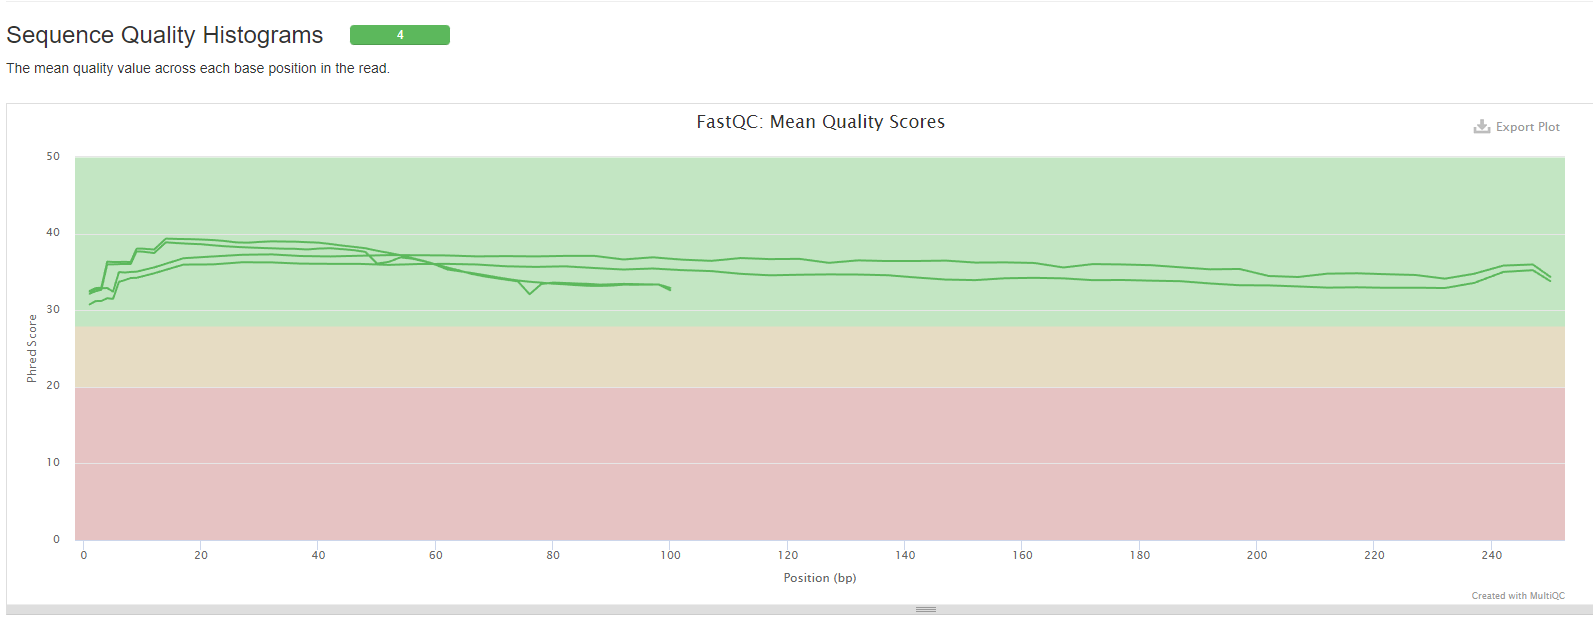 Sequence Quality Histograms 4
The mean quality value across each base position in the read.
FastQC: Mean Quality Scores
Export Plot
50
40
30
20
10
0
Phred Score
0 20 40 60 80 100 120 140 160 180 200 220 240
Position (bp)
Created with MultiQC